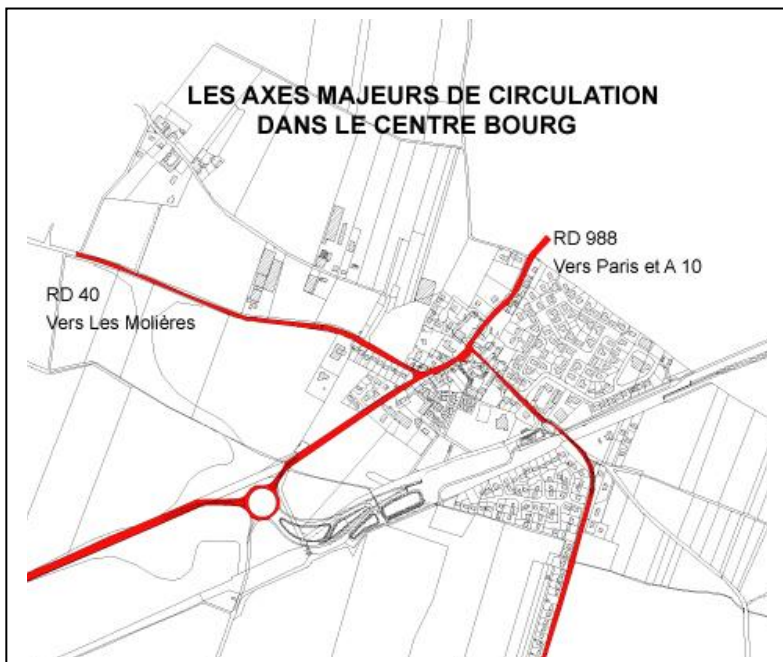 LES AXES MAJEURS DE CIRCULATION
DANS LE CENTRE BOURG
RD 988
Vers Paris et A 10
RD 40
Vers Les Molières